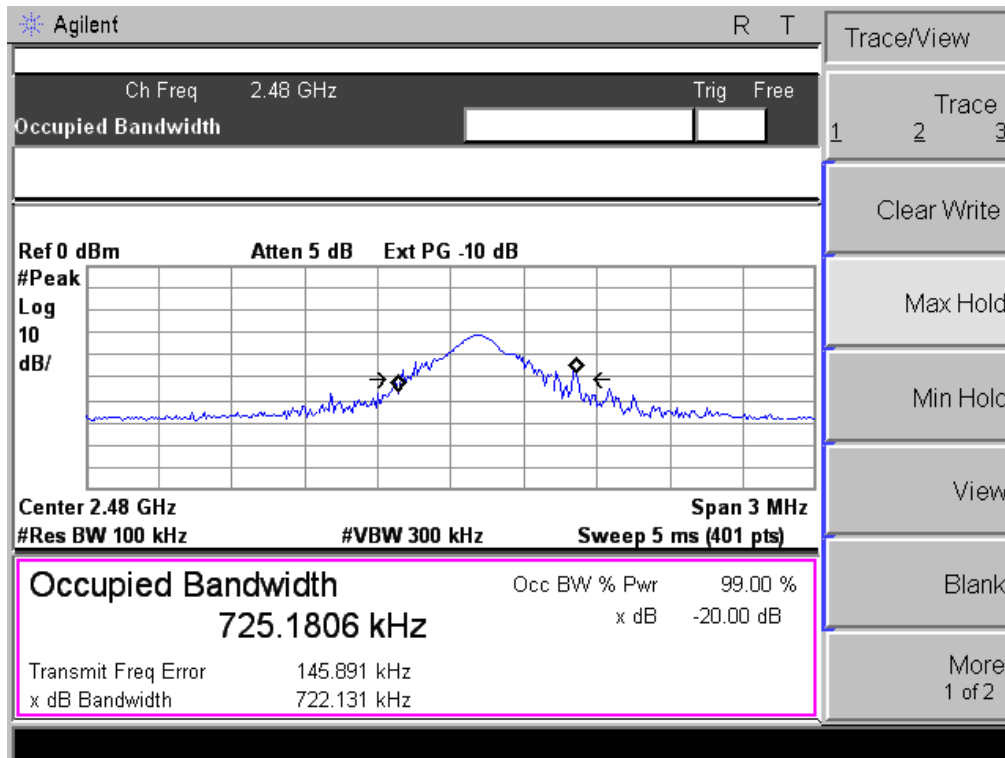 Agilent R T
Trace/View
Ch Freq 2.48 GHz Trig Free
Occupied Bandwidth
Trace
1 2 3
Clear Write
Max Hold
Min Hold
View
Blank
More
1 of 2
Ref 0 dBm Atten 5 dB Ext PG -10 dB
#Peak
Log
10
dB/
Center 2.48 GHz Span 3 MHz
#Res BW 100 kHz #VBW 300 kHz Sweep 5 ms (401 pts)
Occupied Bandwidth
725.1806 kHz
Occ BW % Pwr 99.00 %
x dB -20.00 dB
Transmit Freq Error 145.891 kHz
x dB Bandwidth 722.131 kHz